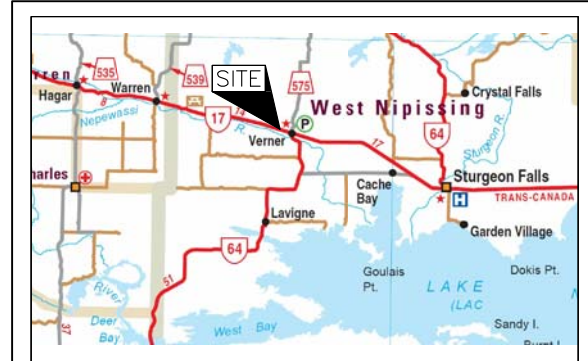 535
539
SITE
575
Crystal Falls
rren
Warren
Hagar
8
14
West Nipissing
Nepewassi
17
R.
P
Verner
17
64
Sturgeon R.
harles
Cache
Bay
Sturgeon Falls
TRANS-CANADA
H
Lavigne
Garden Village
64
Goulais
Pt.
Dokis Pt.
51
LAKE
(LAC
River
Deer
Bay
West Bay
Sandy I.
37